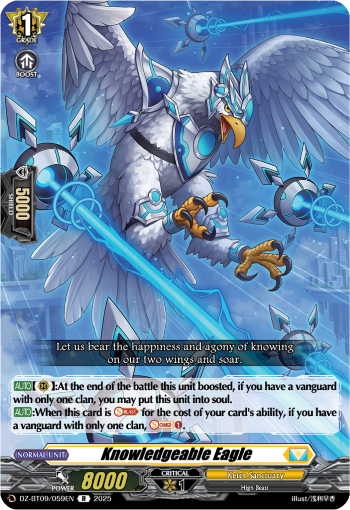 1
GRADE
BOOST
5000
SHIELD
Let us bear the happiness and agony of knowing
on our two wings and soar.
AUTO【 RC 】:At the end of the battle this unit boosted, if you have a vanguard
with only one clan, you may put this unit into soul.
AUTO:When this card is S BLAST for the cost of your card's ability, if you have
a vanguard with only one clan, S CHARGE 1.
NORMAL UNIT
Knowledgeable Eagle
POWER 8000
CRITICAL
1
Keter Sanctuary
High Beast
DZ-BT09/059EN R 2025
illust/浅利早香